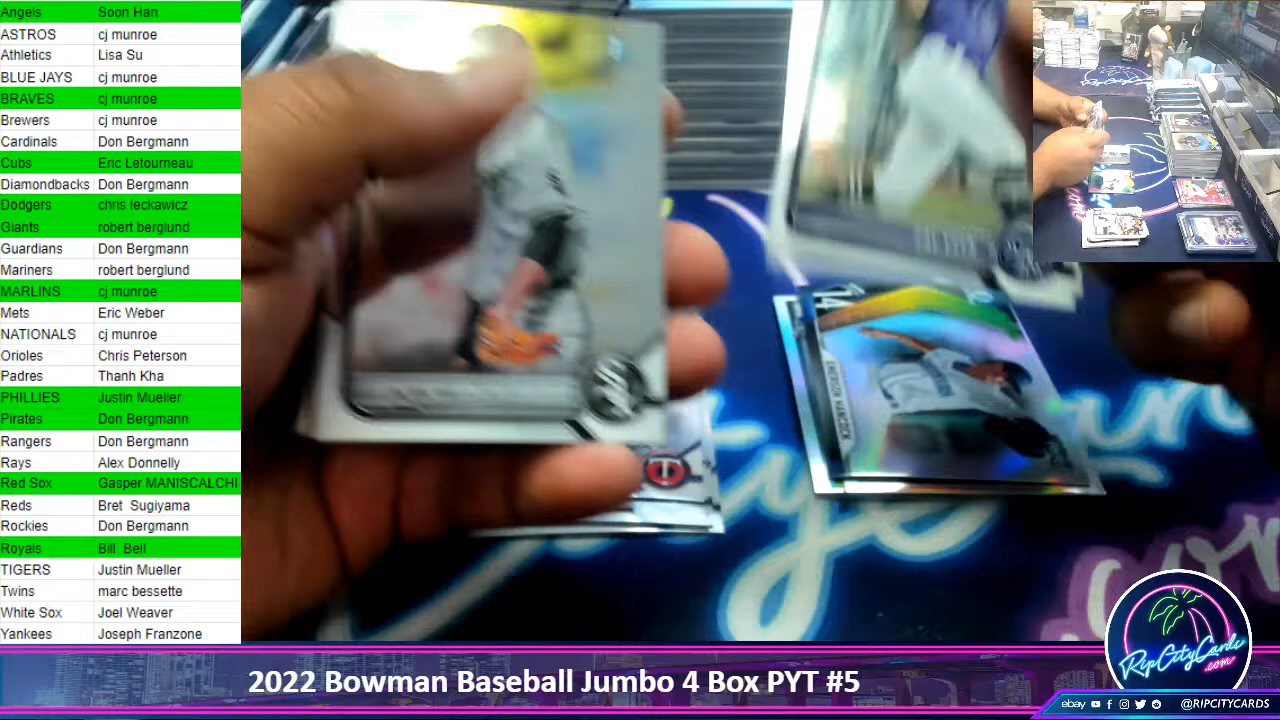 Angels Soon Han
ASTROS cj munroe
Athletics Lisa Su
BLUE JAYS cj munroe
BRAVES cj munroe
Brewers cj munroe
Cardinals Don Bergmann
Cubs Eric Letourneau
Diamondbacks Don Bergmann
Dodgers chris leckawicz
Giants robert berglund
Guardians Don Bergmann
Mariners robert berglund
MARLINS cj munroe
Mets Eric Weber
NATIONALS cj munroe
Orioles Chris Peterson
Padres Thanh Kha
PHILLIES Justin Mueller
Pirates Don Bergmann
Rangers Don Bergmann
Rays Alex Donnelly
Red Sox Gasper MANISCALCHI
Reds Bret Sugiyama
Rockies Don Bergmann
Royals Bill Bell
TIGERS Justin Mueller
Twins marc bessette
White Sox Joel Weaver
Yankees Joseph Franzone
EMERSON HANCOCK
T
RipCityCards
.com
2022 Bowman Baseball Jumbo 4 Box PYT #5
ebay @RIPCITYCARDS